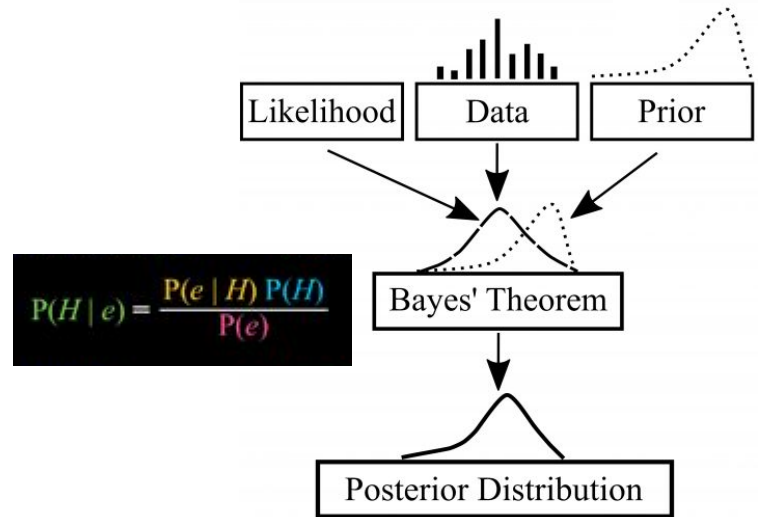 Likelihood
Data
Prior
P(H | e) = P(e | H) P(H) / P(e)
Bayes' Theorem
Posterior Distribution